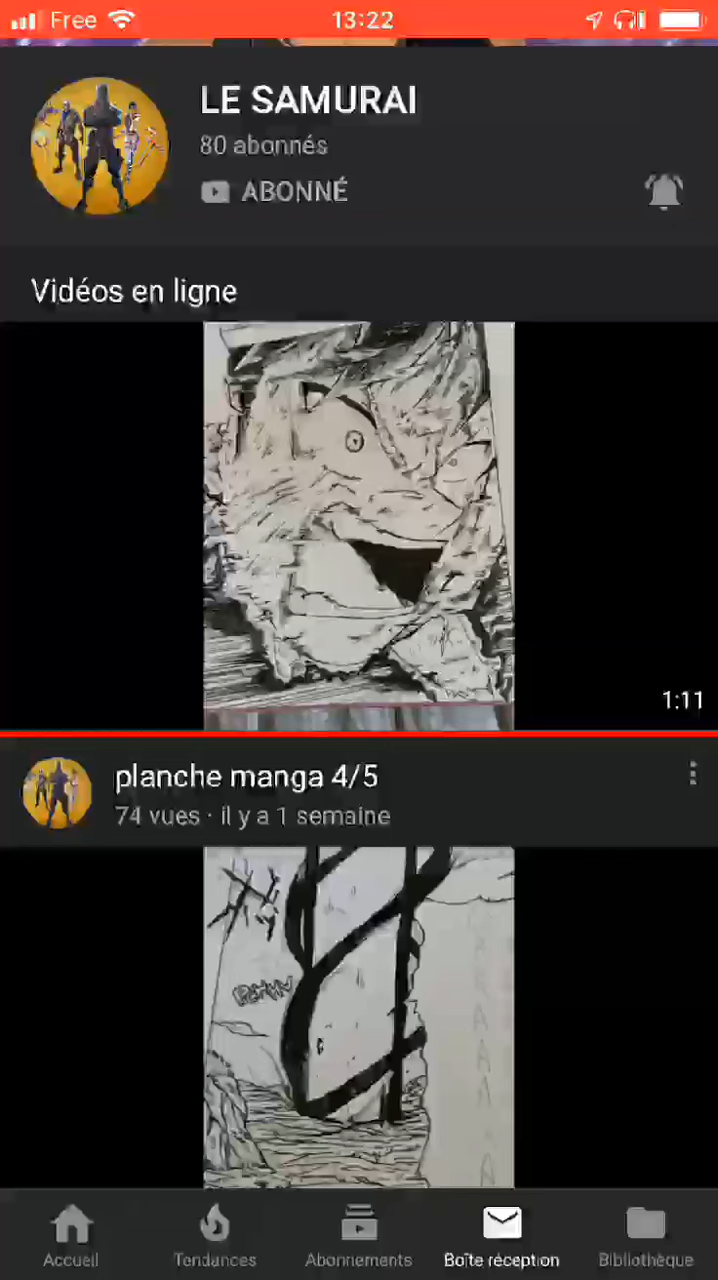 Free
13:22
LE SAMURAI
80 abonnés
ABONNÉ
Vidéos en ligne
1:11
planche manga 4/5
74 vues · il y a 1 semaine
Accueil
Tendances
Abonnements
Boîte réception
Bibliothèque